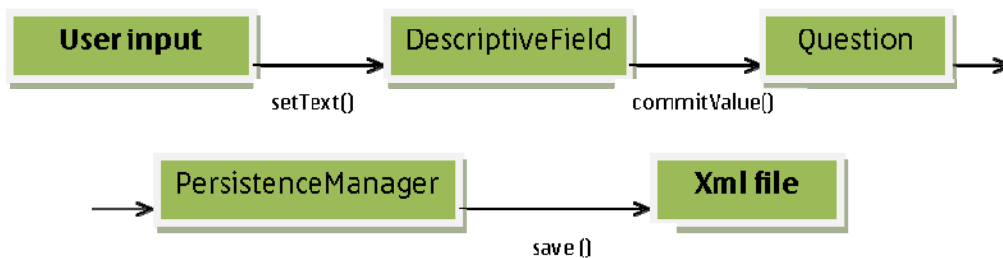 User input
DescriptiveField
Question
setText()
commitValue()
PersistenceManager
Xml file
save()